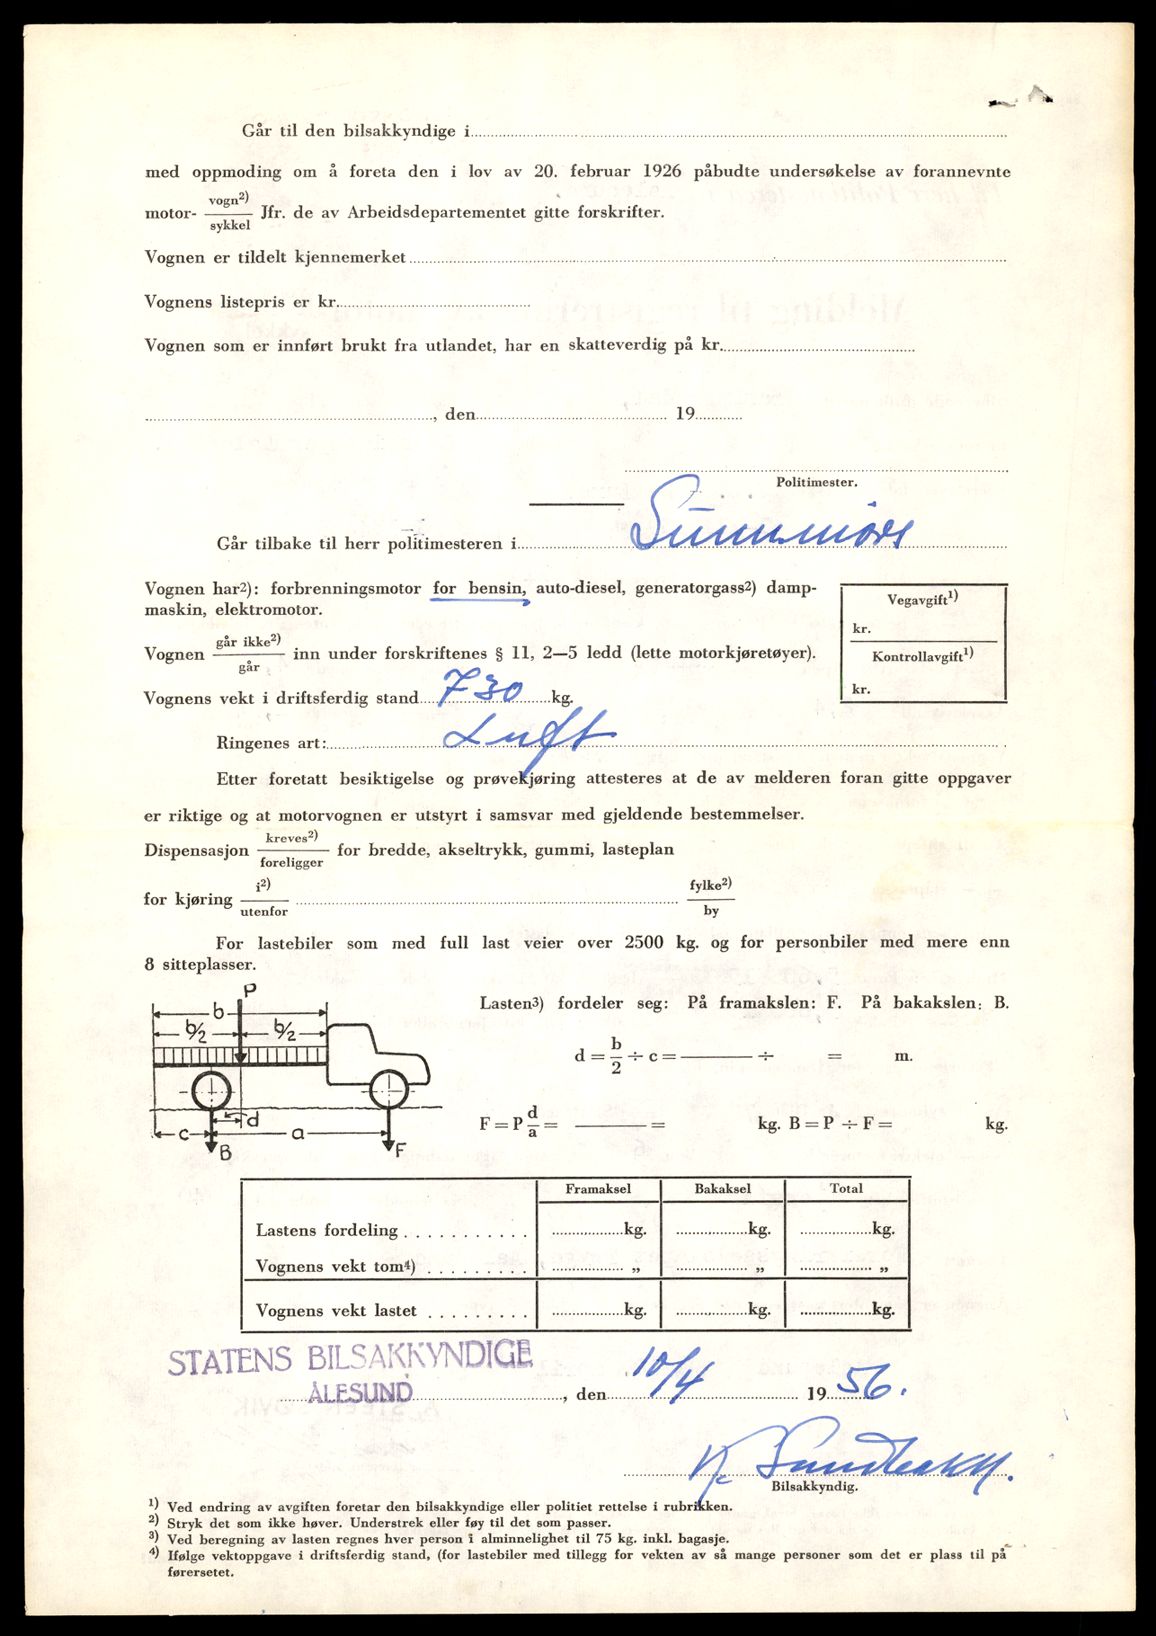 Går til den bilsakkyndige i
med oppmoding om å foreta den i lov av 20. februar 1926 påbudte undersøkelse av forannevnte
motor- vogn2)
sykkel Jfr. de av Arbeidsdepartementet gitte forskrifter.
Vognen er tildelt kjennemerket
Vognens listepris er kr.
Vognen som er innført brukt fra utlandet, har en skatteverdig på kr.
, den 19
Politimester.
Går tilbake til herr politimesteren i Sunnmøre
Vognen har2): forbrenningsmotor for bensin, auto-diesel, generatorgass2) damp-
maskin, elektromotor.
Vegavgift1)
kr.
Kontrollavgift1)
kr.
Vognen går ikke2)
går inn under forskriftenes § 11, 2—5 ledd (lette motorkjøretøyer).
Vognens vekt i driftsferdig stand 730 kg.
Ringenes art: Luft
Etter foretatt besiktigelse og prøvekjøring attesteres at de av melderen foran gitte oppgaver
er riktige og at motorvognen er utstyrt i samsvar med gjeldende bestemmelser.
Dispensasjon kreves2)
foreligger for bredde, akseltrykk, gummi, lasteplan
for kjøring i2)
utenfor fylke2)
by
For lastebiler som med full last veier over 2500 kg. og for personbiler med mere enn
8 sitteplasser.
P
b
b/2 b/2
d
c a
B F
Lasten3) fordeler seg: På framakslen: F. På bakakslen: B.
d = b/2 ÷ c = ÷ = m.
F = P d/a = = kg. B = P ÷ F = kg.
Framaksel Bakaksel Total
Lastens fordeling . . . . . . . . . . . kg. kg. kg.
Vognens vekt tom4) . . . . . . . . . „ „ „
Vognens vekt lastet . . . . . . . . . kg. kg. kg.
STATENS BILSAKKYNDIGE
ÅLESUND , den 10/4 19 56.
Bilsakkyndig.
1) Ved endring av avgiften foretar den bilsakkyndige eller politiet rettelse i rubrikken.
2) Stryk det som ikke høver. Understrek eller føy til det som passer.
3) Ved beregning av lasten regnes hver person i alminnelighet til 75 kg. inkl. bagasje.
4) Ifølge vektoppgave i driftsferdig stand, (for lastebiler med tillegg for vekten av så mange personer som det er plass til på
førersetet.